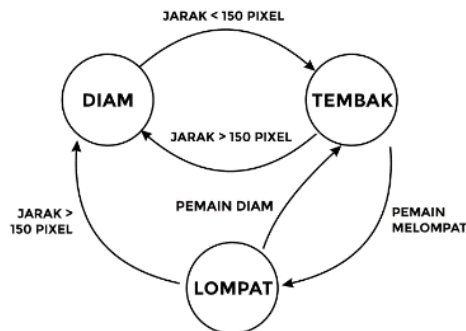 JARAK < 150 PIXEL
DIAM
TEMBAK
JARAK > 150 PIXEL
JARAK >
150 PIXEL
PEMAIN DIAM
PEMAIN
MELOMPAT
LOMPAT